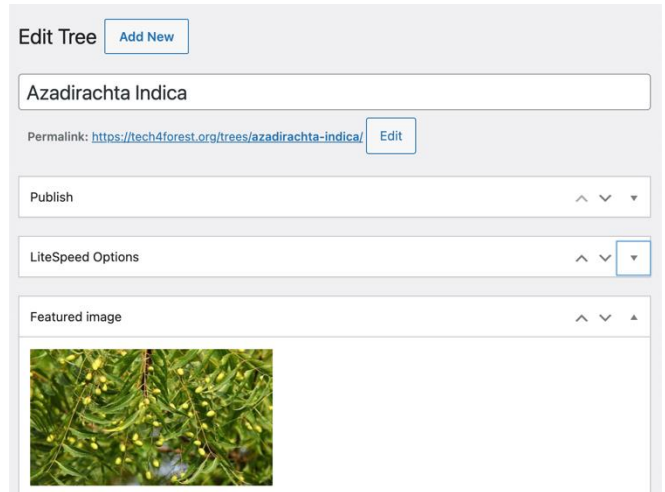 Edit Tree Add New
Azadirachta Indica
Permalink: https://tech4forest.org/trees/azadirachta-indica/ Edit
Publish
LiteSpeed Options
Featured image